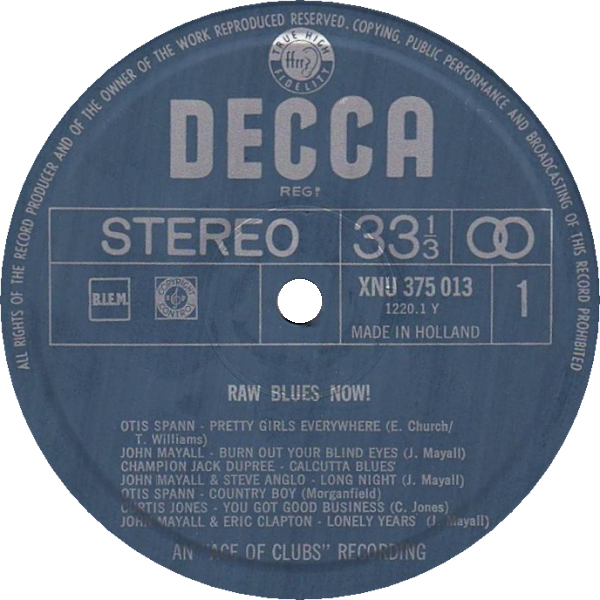 ALL RIGHTS OF THE RECORD PRODUCER AND OF THE OWNER OF THE WORK REPRODUCED RESERVED. COPYING, PUBLIC PERFORMANCE AND BROADCASTING OF THIS RECORD PROHIBITED
TRUE HIGH
ffrr
FIDELITY
DECCA
REGD
STEREO 33 1/3
B.I.E.M. COPYRIGHT CONTROL XNU 375 013 1
1220.1 Y
MADE IN HOLLAND
RAW BLUES NOW!
OTIS SPANN - PRETTY GIRLS EVERYWHERE (E. Church/
T. Williams)
JOHN MAYALL - BURN OUT YOUR BLIND EYES (J. Mayall)
CHAMPION JACK DUPREE - CALCUTTA BLUES
JOHN MAYALL & STEVE ANGLO - LONG NIGHT (J. Mayall)
OTIS SPANN - COUNTRY BOY (Morganfield)
CURTIS JONES - YOU GOT GOOD BUSINESS (C. Jones)
JOHN MAYALL & ERIC CLAPTON - LONELY YEARS (J. Mayall)
AN "ACE OF CLUBS" RECORDING